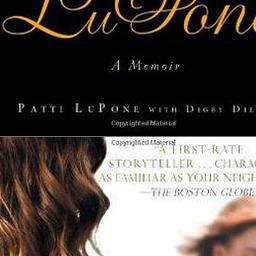 LuPone
A Memoir
PATTI LUPONE WITH DIGBY DI
Copyrighted Material
Copyrighted Material
"A FIRST-RATE
STORYTELLER ... CHARAC
AS FAMILIAR AS YOUR NEIGH
—THE BOSTON GLOBE